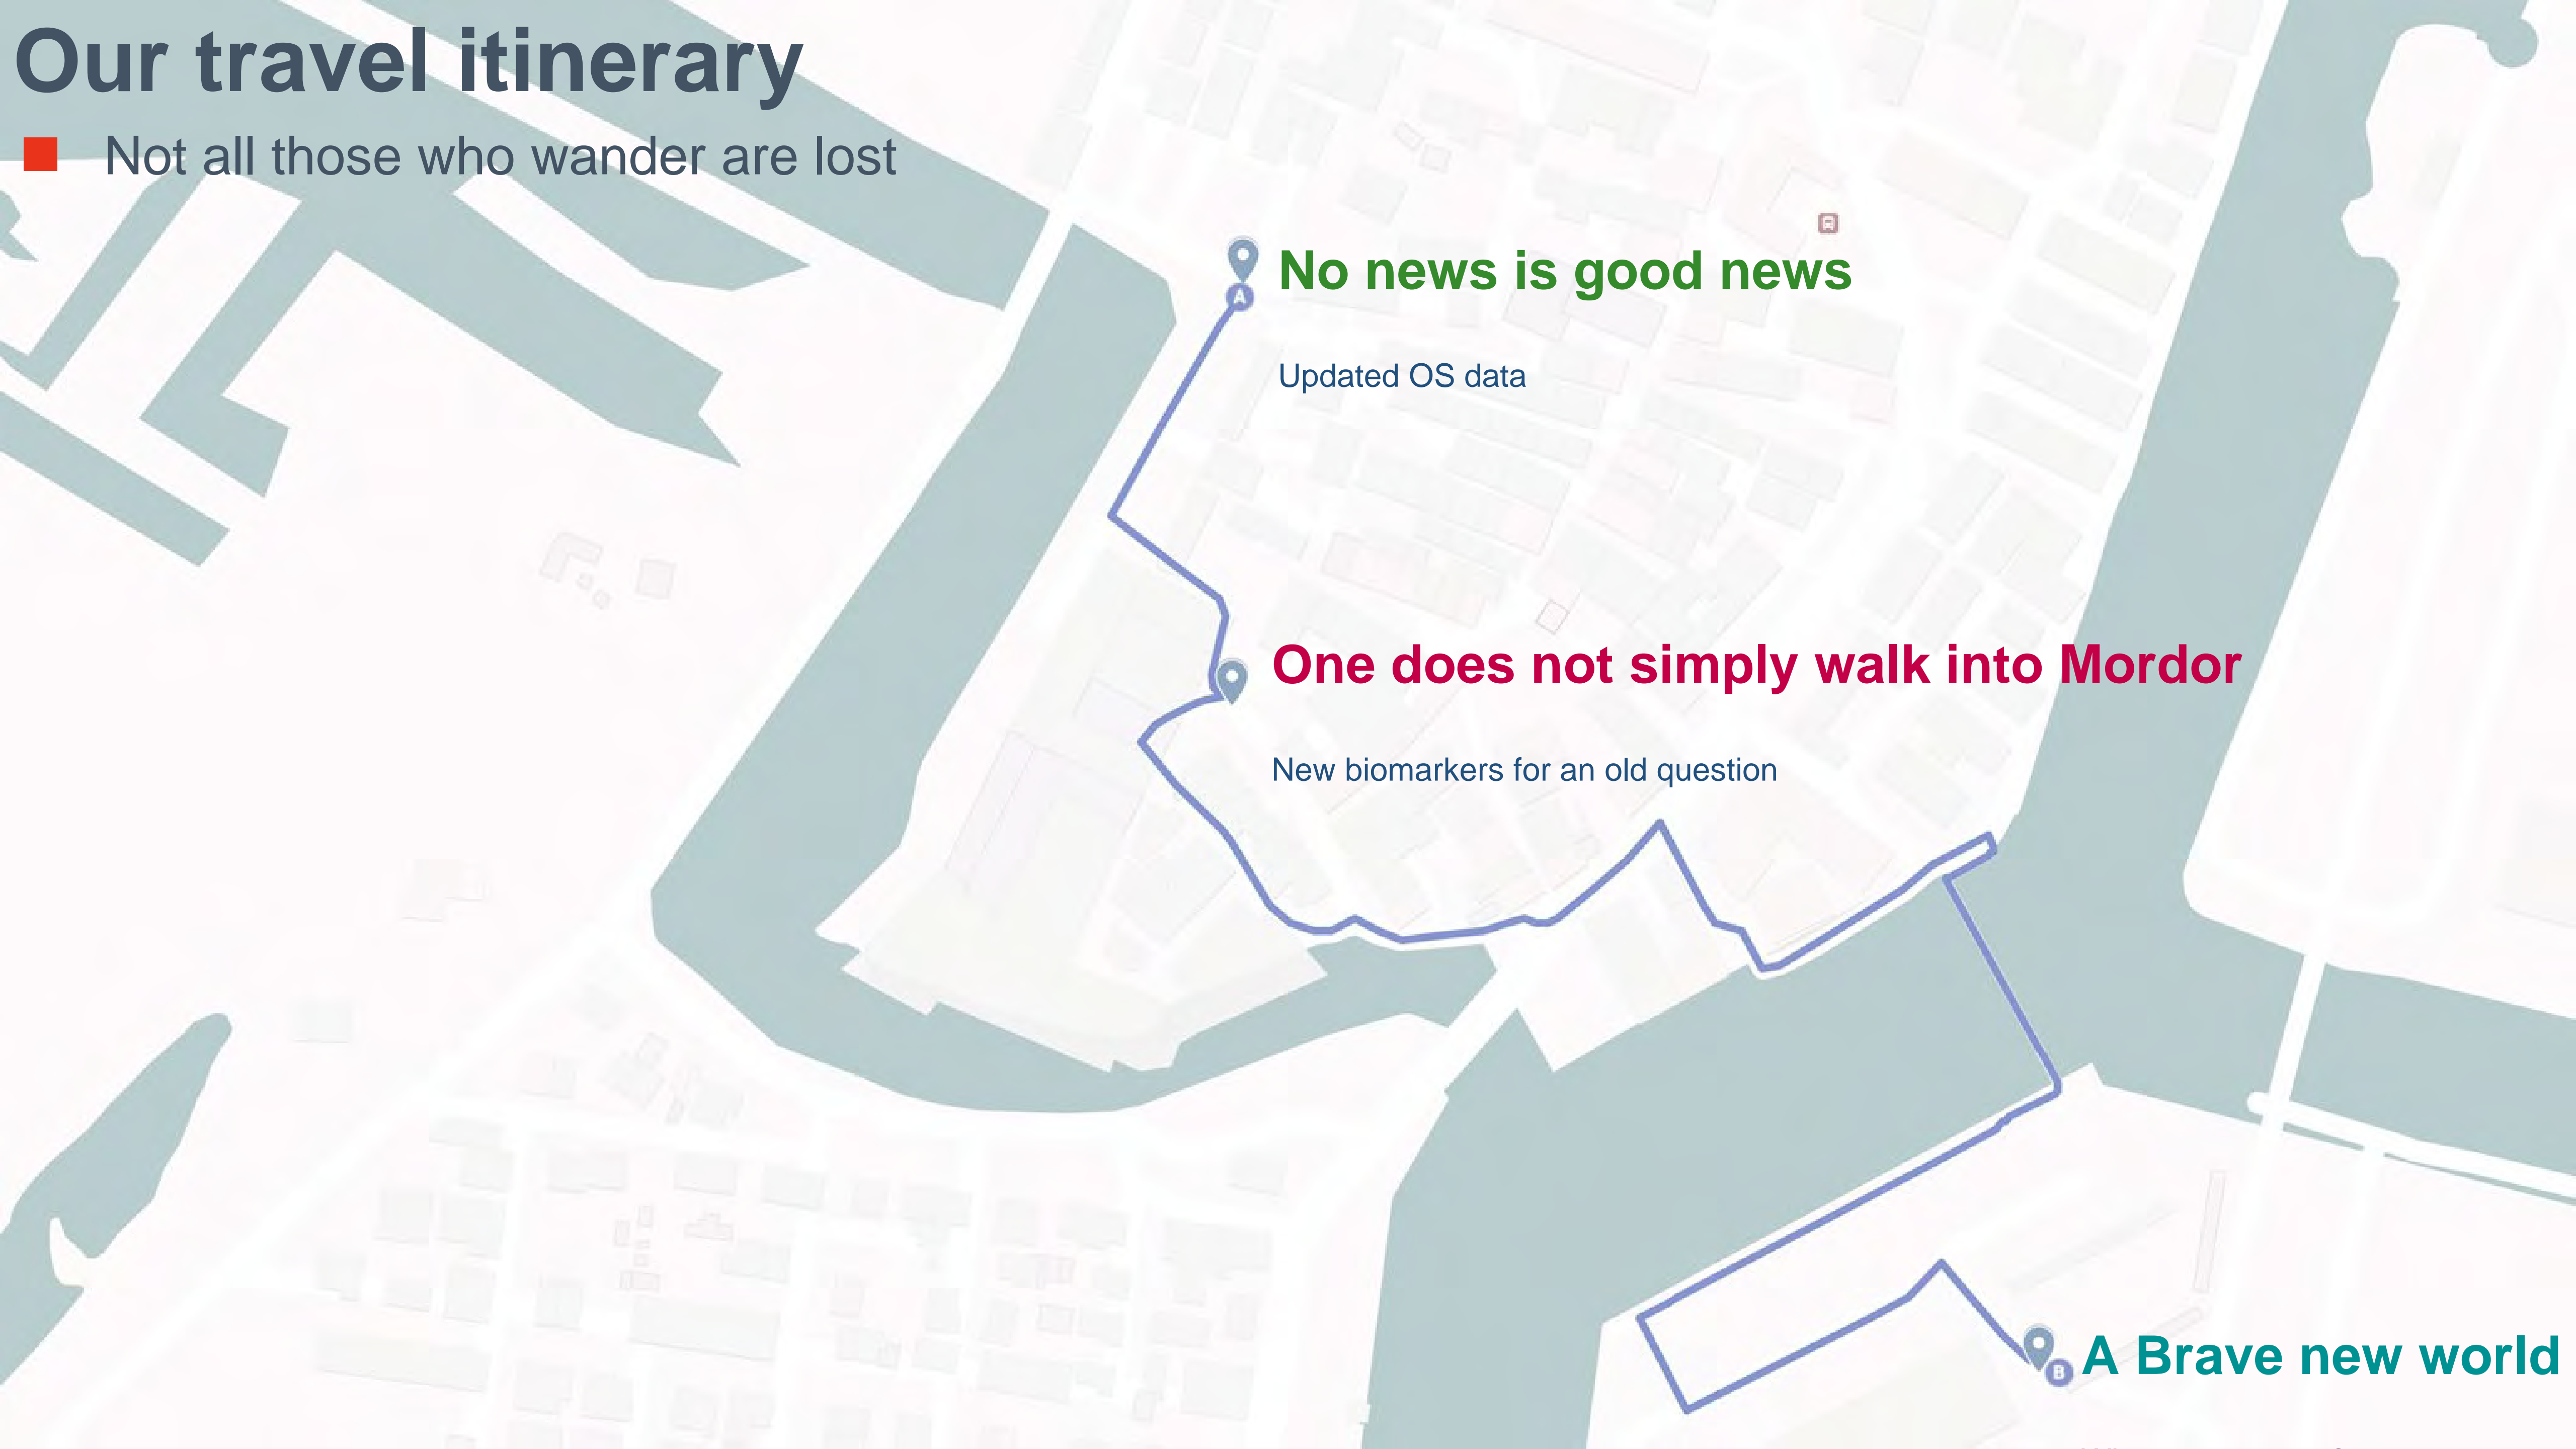 Our travel itinerary
Not all those who wander are lost
A
No news is good news
Updated OS data
One does not simply walk into Mordor
New biomarkers for an old question
A Brave new world
B